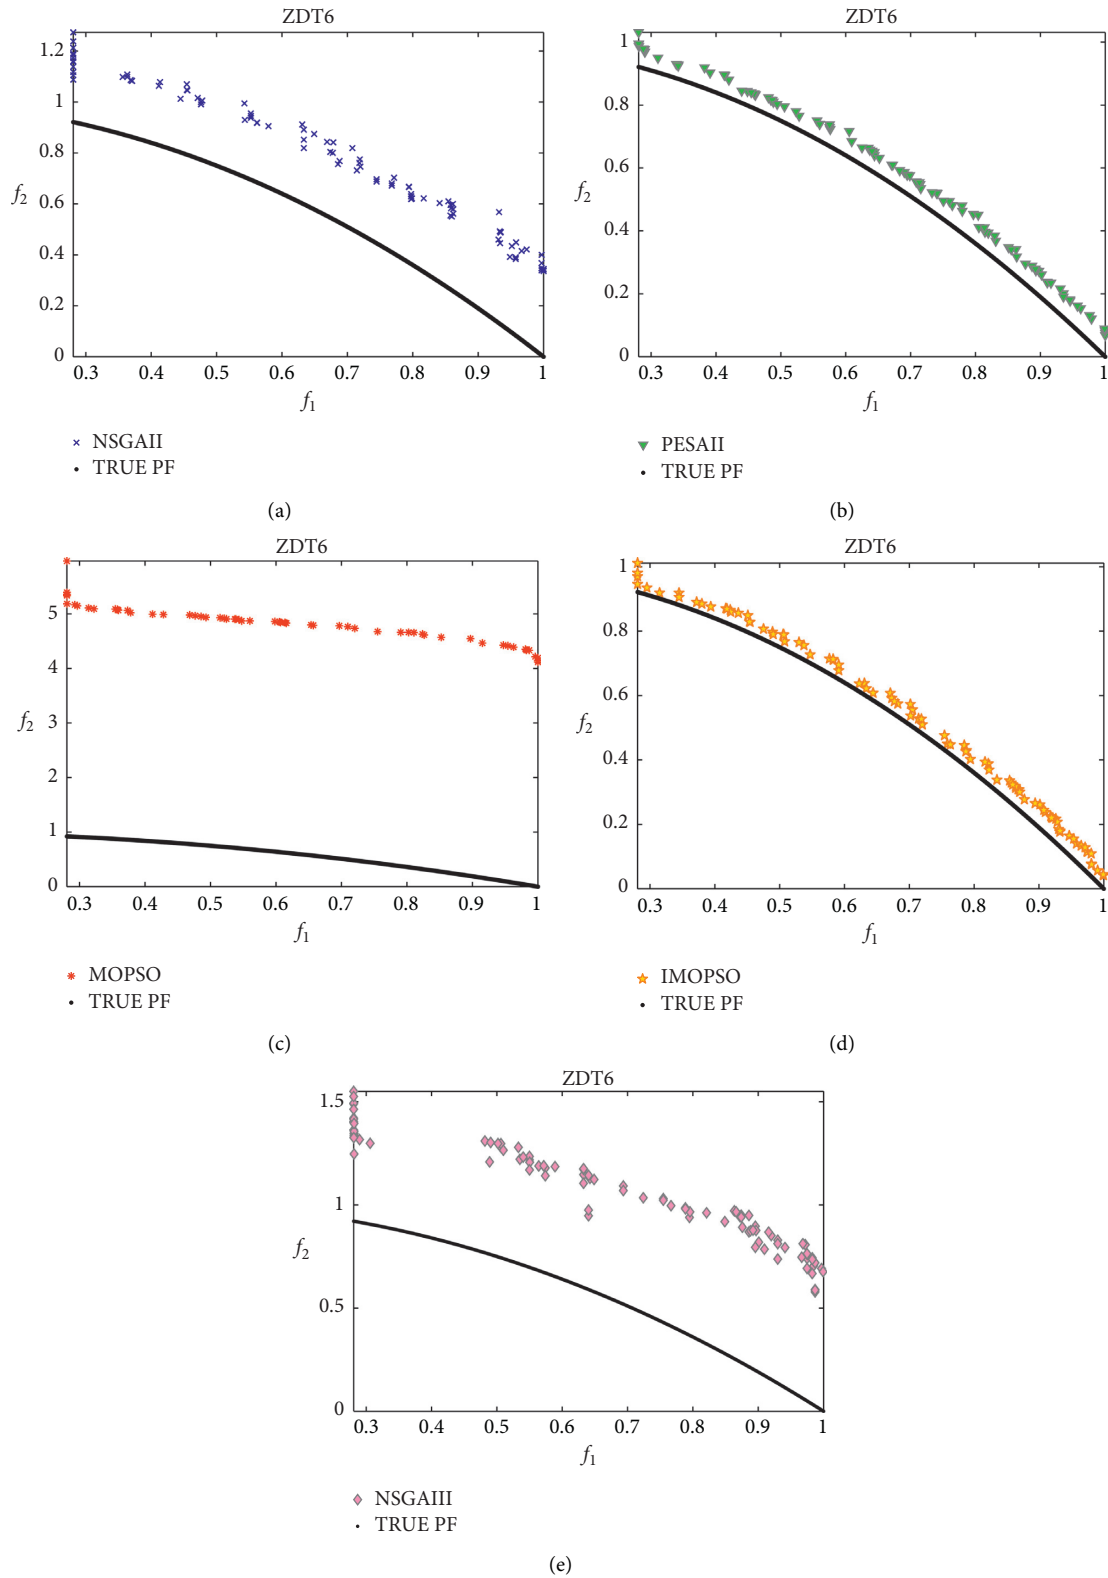 ZDT6
1.2
1
0.8
0.6
0.4
0.2
0
f2
0.3 0.4 0.5 0.6 0.7 0.8 0.9 1
f1
NSGAII
TRUE PF
(a)
ZDT6
1
0.8
0.6
0.4
0.2
0
f2
0.3 0.4 0.5 0.6 0.7 0.8 0.9 1
f1
PESAII
TRUE PF
(b)
ZDT6
5
4
3
2
1
0
f2
0.3 0.4 0.5 0.6 0.7 0.8 0.9 1
f1
MOPSO
TRUE PF
(c)
ZDT6
1
0.8
0.6
0.4
0.2
0
f2
0.3 0.4 0.5 0.6 0.7 0.8 0.9 1
f1
IMOPSO
TRUE PF
(d)
ZDT6
1.5
1
0.5
0
f2
0.3 0.4 0.5 0.6 0.7 0.8 0.9 1
f1
NSGAIII
TRUE PF
(e)